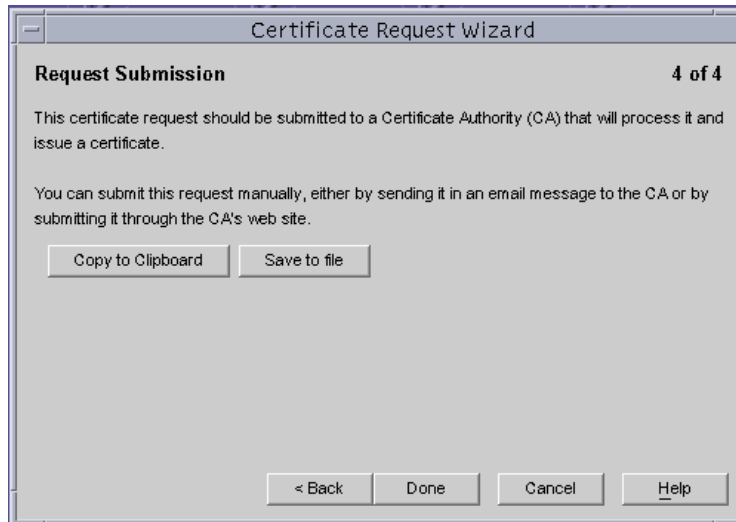 Certificate Request Wizard
Request Submission 4 of 4
This certificate request should be submitted to a Certificate Authority (CA) that will process it and
issue a certificate.
You can submit this request manually, either by sending it in an email message to the CA or by
submitting it through the CA's web site.
Copy to Clipboard Save to file
< Back Done Cancel Help